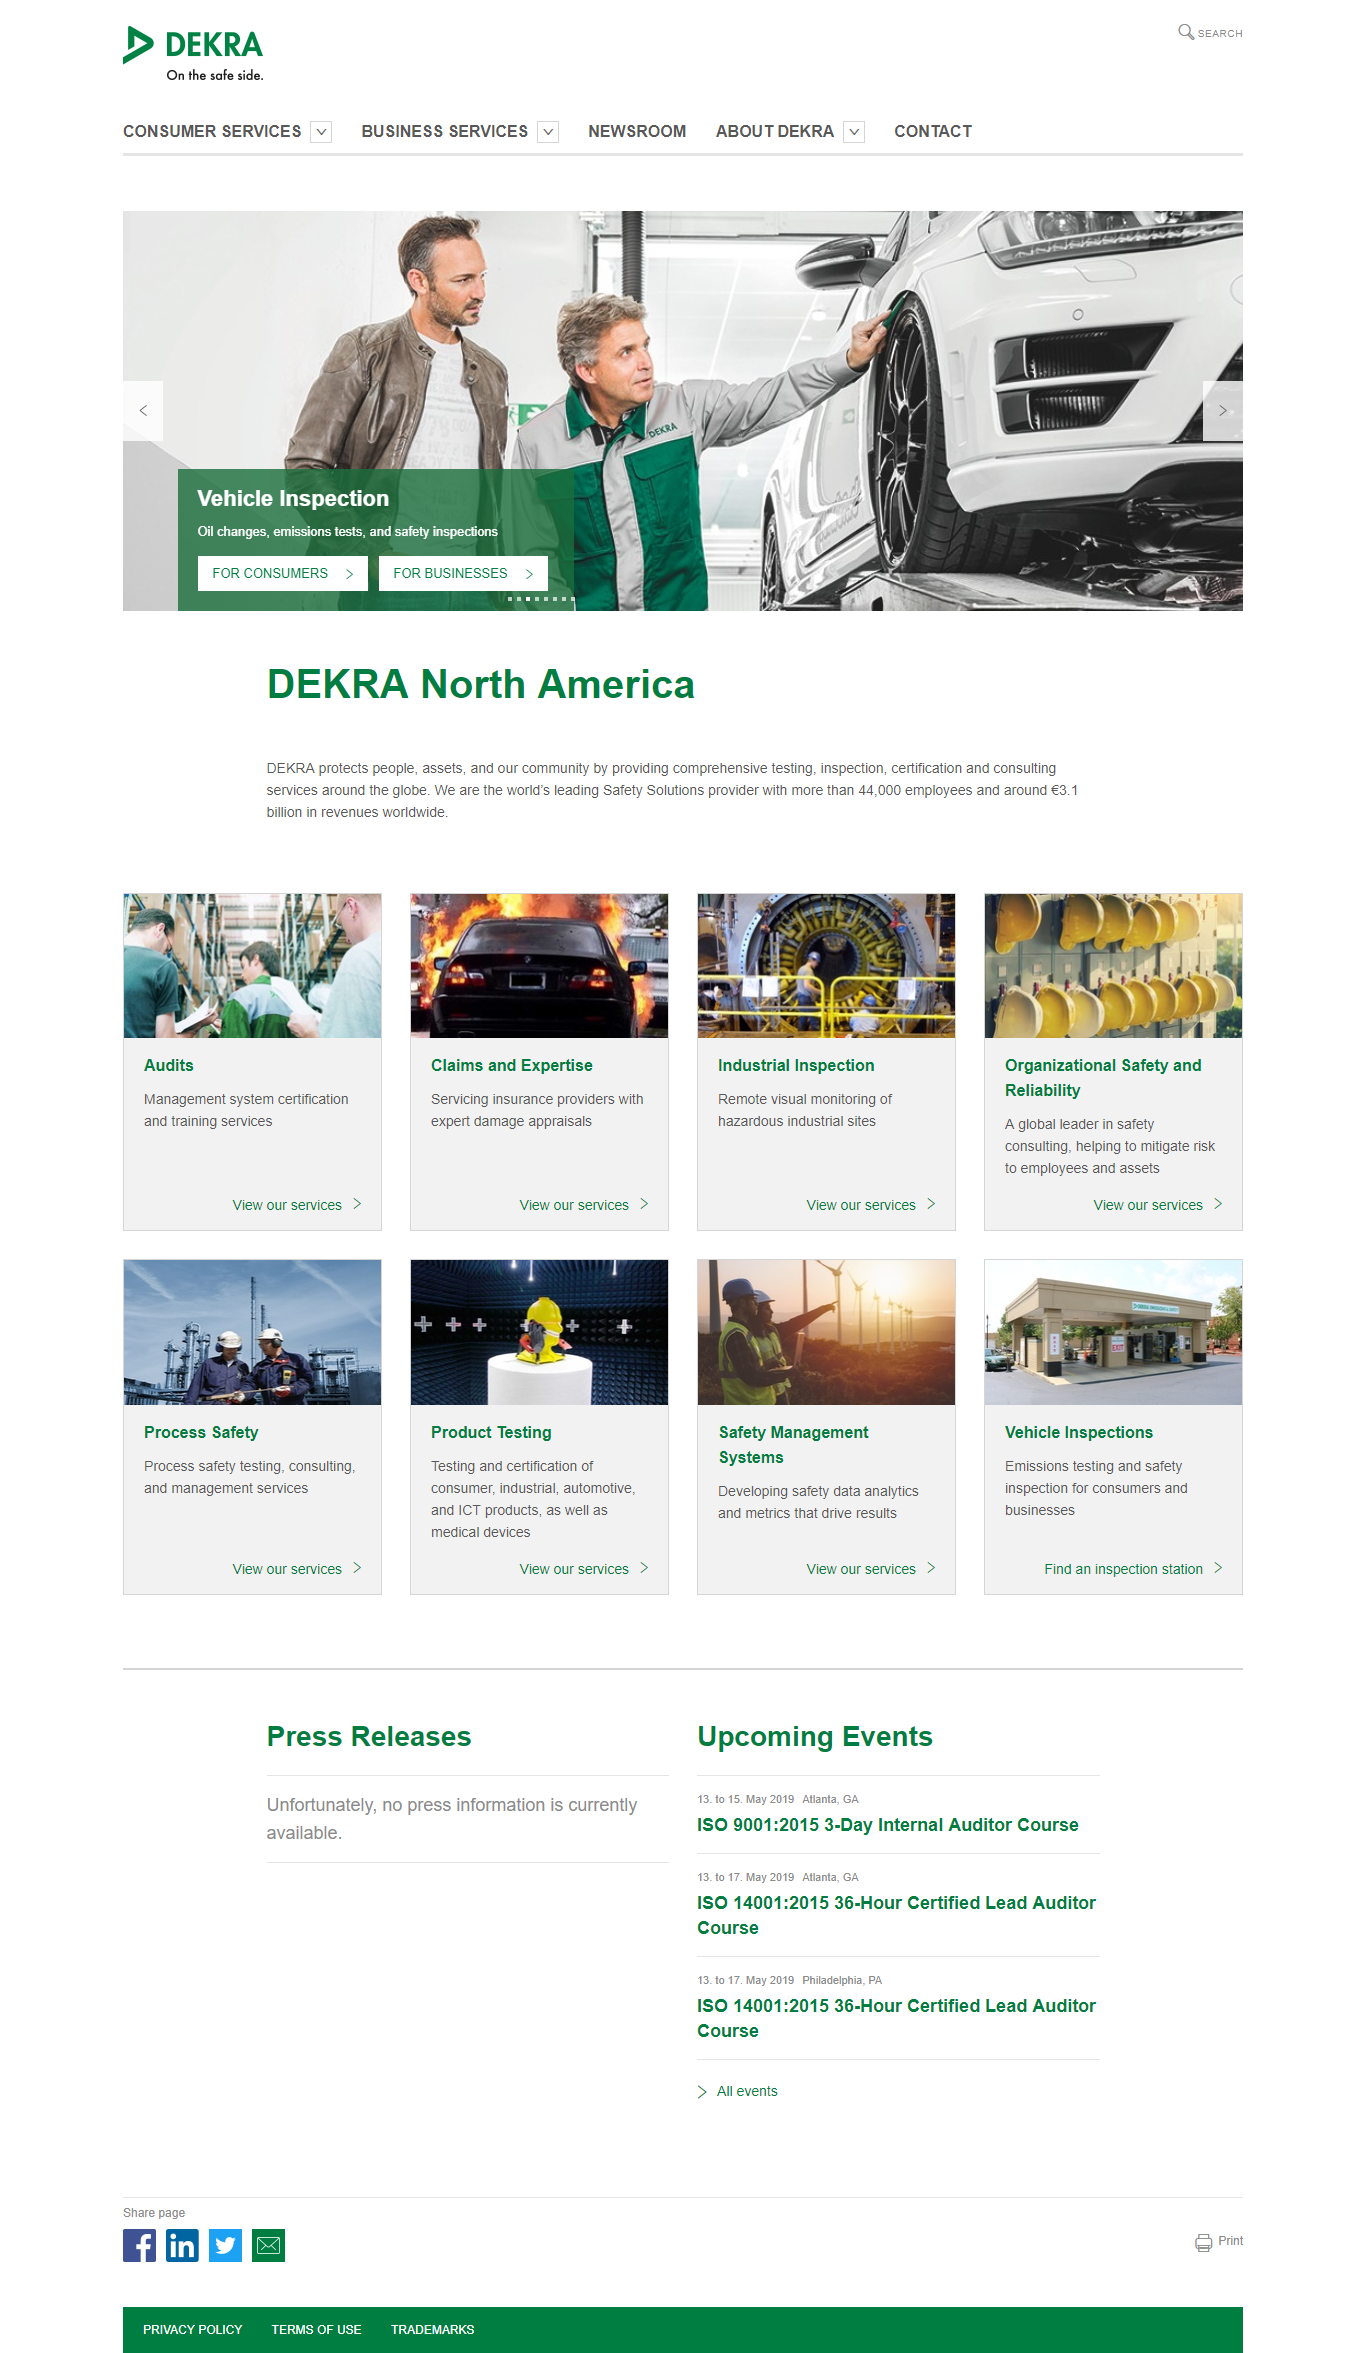 DEKRA
On the safe side.
SEARCH
CONSUMER SERVICES
BUSINESS SERVICES
NEWSROOM
ABOUT DEKRA
CONTACT
DEKRA
Vehicle Inspection
Oil changes, emissions tests, and safety inspections
FOR CONSUMERS
FOR BUSINESSES
DEKRA North America
DEKRA protects people, assets, and our community by providing comprehensive testing, inspection, certification and consulting
services around the globe. We are the world's leading Safety Solutions provider with more than 44,000 employees and around €3.1
billion in revenues worldwide.
Audits
Management system certification
and training services
View our services
Claims and Expertise
Servicing insurance providers with
expert damage appraisals
View our services
Industrial Inspection
Remote visual monitoring of
hazardous industrial sites
View our services
Organizational Safety and
Reliability
A global leader in safety
consulting, helping to mitigate risk
to employees and assets
View our services
Process Safety
Process safety testing, consulting,
and management services
View our services
Product Testing
Testing and certification of
consumer, industrial, automotive,
and ICT products, as well as
medical devices
View our services
Safety Management
Systems
Developing safety data analytics
and metrics that drive results
View our services
EXIT
Vehicle Inspections
Emissions testing and safety
inspection for consumers and
businesses
Find an inspection station
Press Releases
Unfortunately, no press information is currently
available.
Upcoming Events
13. to 15. May 2019 Atlanta, GA
ISO 9001:2015 3-Day Internal Auditor Course
13. to 17. May 2019 Atlanta, GA
ISO 14001:2015 36-Hour Certified Lead Auditor
Course
13. to 17. May 2019 Philadelphia, PA
ISO 14001:2015 36-Hour Certified Lead Auditor
Course
All events
Share page
Print
PRIVACY POLICY
TERMS OF USE
TRADEMARKS